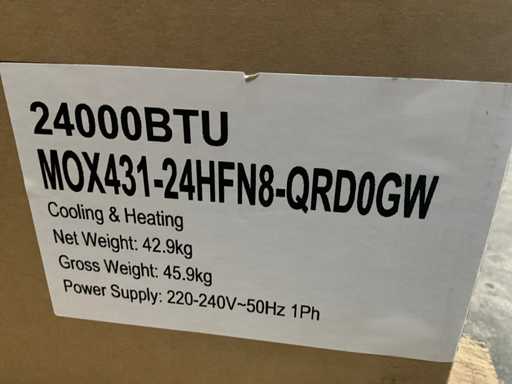 24000BTU
MOX431-24HFN8-QRD0GW
Cooling & Heating
Net Weight: 42.9kg
Gross Weight: 45.9kg
Power Supply: 220-240V~50Hz 1Ph